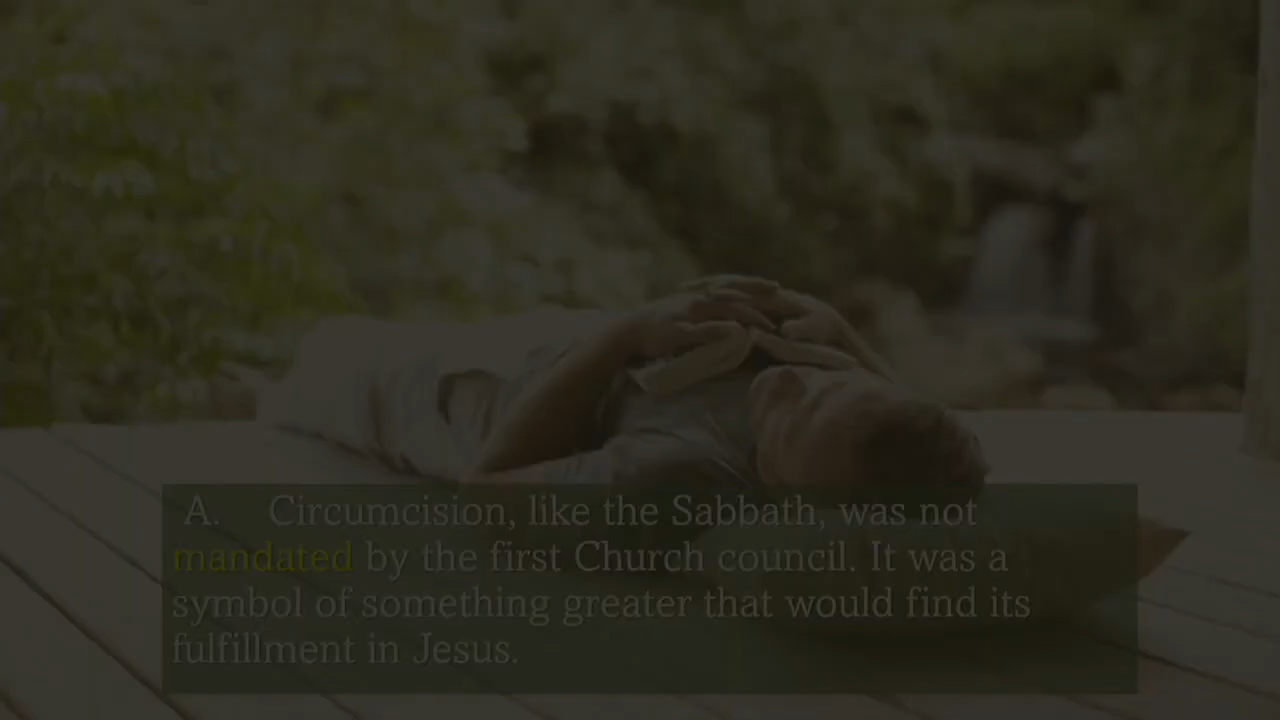 A. Circumcision, like the Sabbath, was not
mandated by the first Church council. It was a
symbol of something greater that would find its
fulfillment in Jesus.